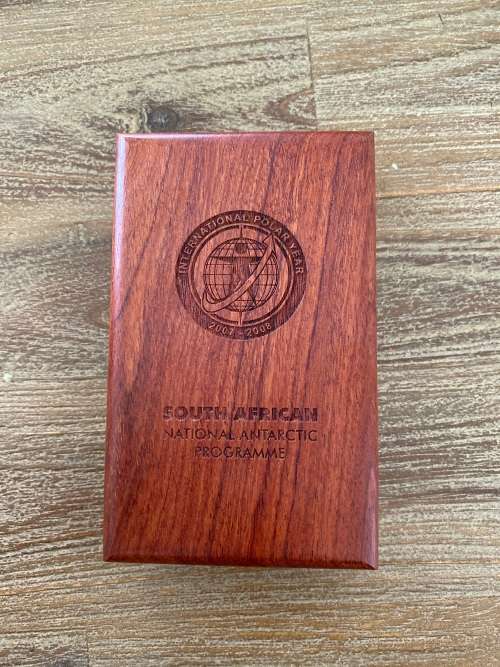 INTERNATIONAL POLAR YEAR
2007 - 2008
SOUTH AFRICAN
NATIONAL ANTARCTIC
PROGRAMME